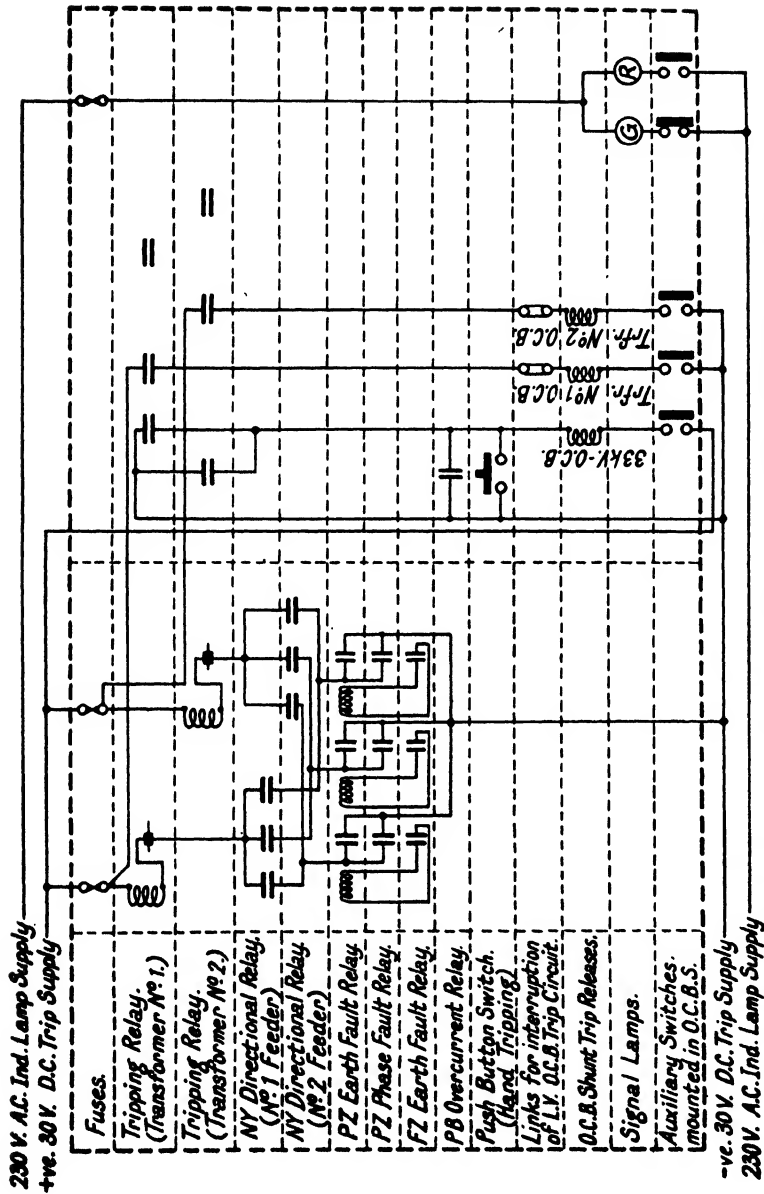 230 V. A.C. Ind. Lamp Supply
+ve. 30 V. D.C. Trip Supply
Fuses.
Tripping Relay.
(Transformer Nº 1.)
Tripping Relay.
(Transformer Nº 2.)
NY Directional Relay.
(Nº 1 Feeder)
NY Directional Relay.
(Nº 2 Feeder)
PZ Earth Fault Relay.
PZ Phase Fault Relay.
FZ Earth Fault Relay.
PB Overcurrent Relay.
Push Button Switch.
(Hand Tripping)
Links for interruption
of L.V. O.C.B. Trip Circuit.
O.C.B. Shunt Trip Releases.
Signal Lamps.
Auxiliary Switches.
mounted in O.C.B.S.
-ve. 30 V. D.C. Trip Supply
230 V. A.C. Ind. Lamp Supply
33kV. O.C.B.
Trfr. Nº 1 O.C.B.
Trfr. Nº 2 O.C.B.
G
R